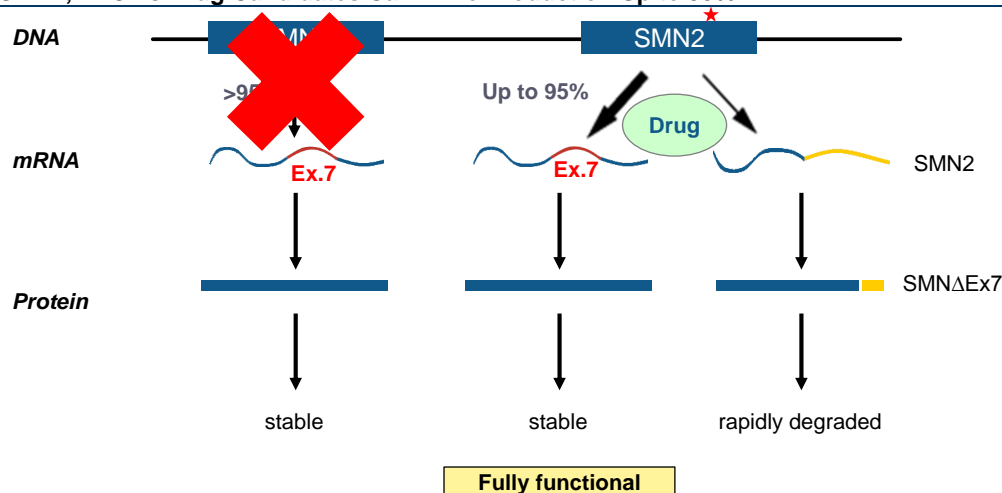 DNA
SMN2
>95
Up to 95%
Drug
mRNA
Ex.7
Ex.7
SMN2
Protein
SMNΔEx7
stable
stable
rapidly degraded
Fully functional